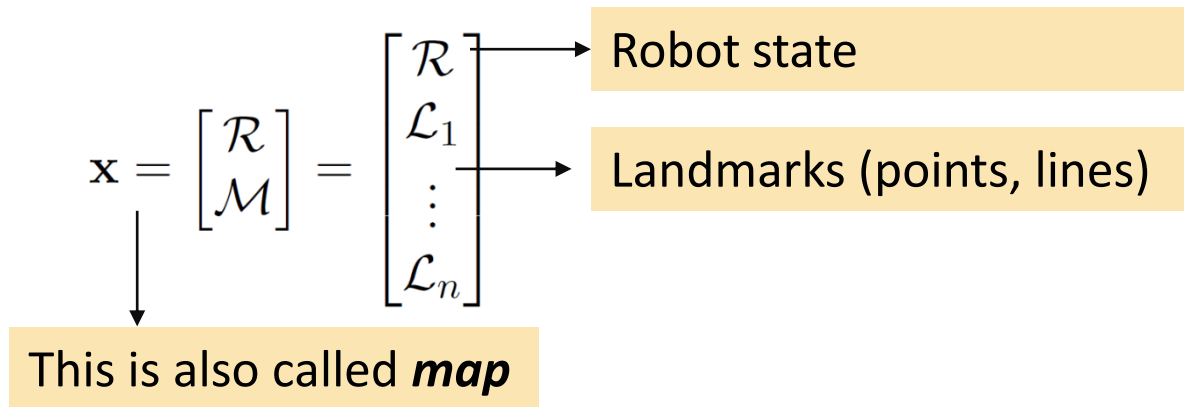 Robot state
Landmarks (points, lines)
x = [R M] = [R L₁ ⋮ Lₙ]
This is also called map